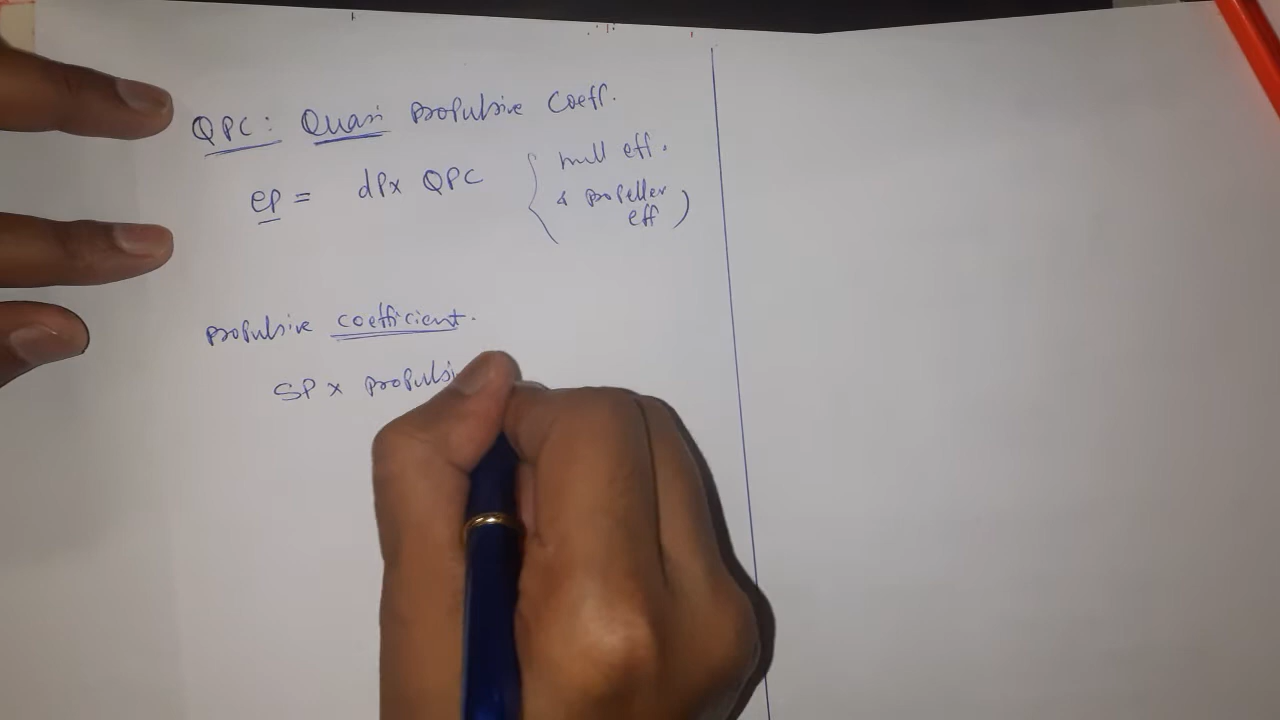 QPC: Quasi propulsive coeff.
ep = dp x QPC
hull eff.
& propeller
eff )
propulsive coefficient.
SP x propulsi